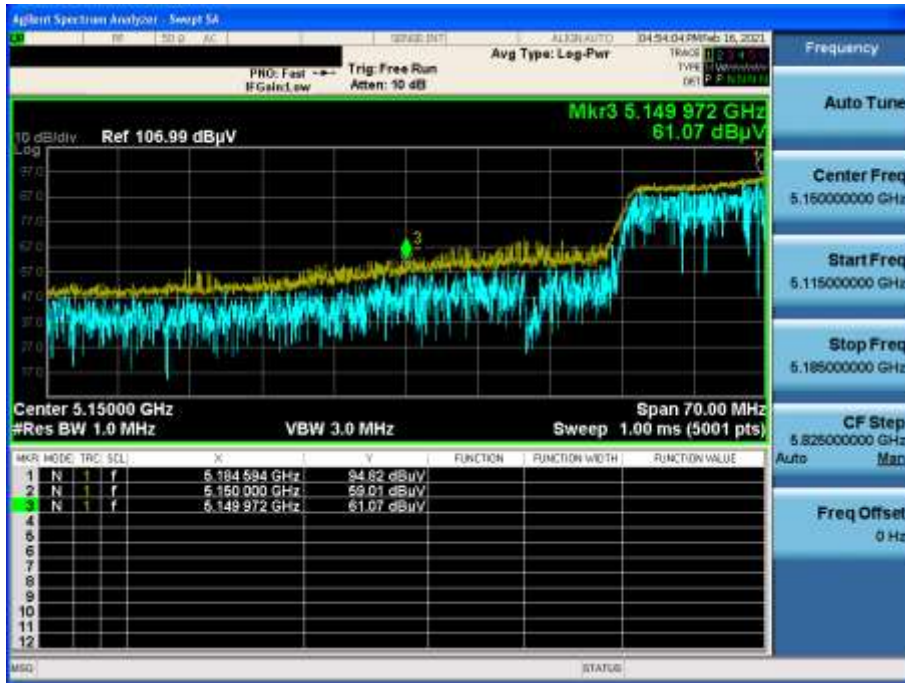 Agilent Spectrum Analyzer - Swept SA
RF 50 Ω AC SENSE:INT ALIGN AUTO 04:54:04 PM Feb 16, 2021
Frequency
PNO: Fast
IFGain:Low
Trig: Free Run
Atten: 10 dB
Avg Type: Log-Pwr
TRACE
TYPE
DET
Mkr3 5.149 972 GHz
61.07 dBµV
10 dB/div
Log
Ref 106.99 dBµV
97.0
87.0
77.0
67.0
57.0
47.0
37.0
27.0
17.0
3
Center 5.15000 GHz
#Res BW 1.0 MHz
VBW 3.0 MHz
Span 70.00 MHz
Sweep 1.00 ms (5001 pts)
MKR MODE TRC SCL X Y FUNCTION FUNCTION WIDTH FUNCTION VALUE
1 N 1 f 5.184 594 GHz 94.82 dBµV
2 N 1 f 5.150 000 GHz 59.01 dBµV
3 N 1 f 5.149 972 GHz 61.07 dBµV
4
5
6
7
8
9
10
11
12
MSG
STATUS
Auto Tune
Center Freq
5.150000000 GHz
Start Freq
5.115000000 GHz
Stop Freq
5.185000000 GHz
CF Step
5.825000000 GHz
Auto Man
Freq Offset
0 Hz